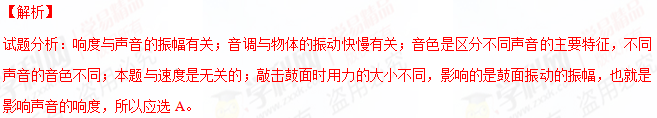 【解析】
试题分析：响度与声音的振幅有关；音调与物体的振动快慢有关；音色是区分不同声音的主要特征，不同
声音的音色不同；本题与速度是无关的；敲击鼓面时用力的大小不同，影响的是鼓面振动的振幅，也就是
影响声音的响度，所以应选 A。